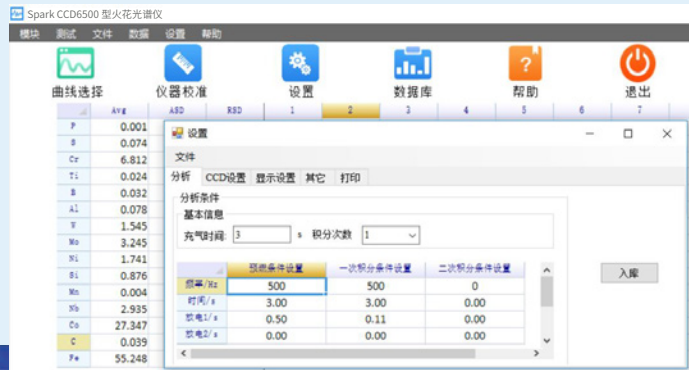 Spark CCD6500 型火花光谱仪
模块 测试 文件 数据 设置 帮助
曲线选择 仪器校准 设置 数据库 帮助 退出
Avg ASD RSD 1 2 3 4 5 6 7
P 0.001
S 0.074
Cr 6.812
Ti 0.024
B 0.032
Al 0.078
V 1.545
Mo 3.245
Ni 1.741
Si 0.876
Mn 0.004
Nb 2.935
Co 27.347
C 0.039
Fe 55.248
设置
文件
分析 CCD设置 显示设置 其它 打印
分析条件
基本信息
充气时间: 3 s 积分次数 1
预燃条件设置 一次积分条件设置 二次积分条件设置
频率/Hz 500 500 0
时间/s 3.00 3.00 0.00
放电1/s 0.50 0.11 0.00
放电2/s 0.00 0.00 0.00
入库